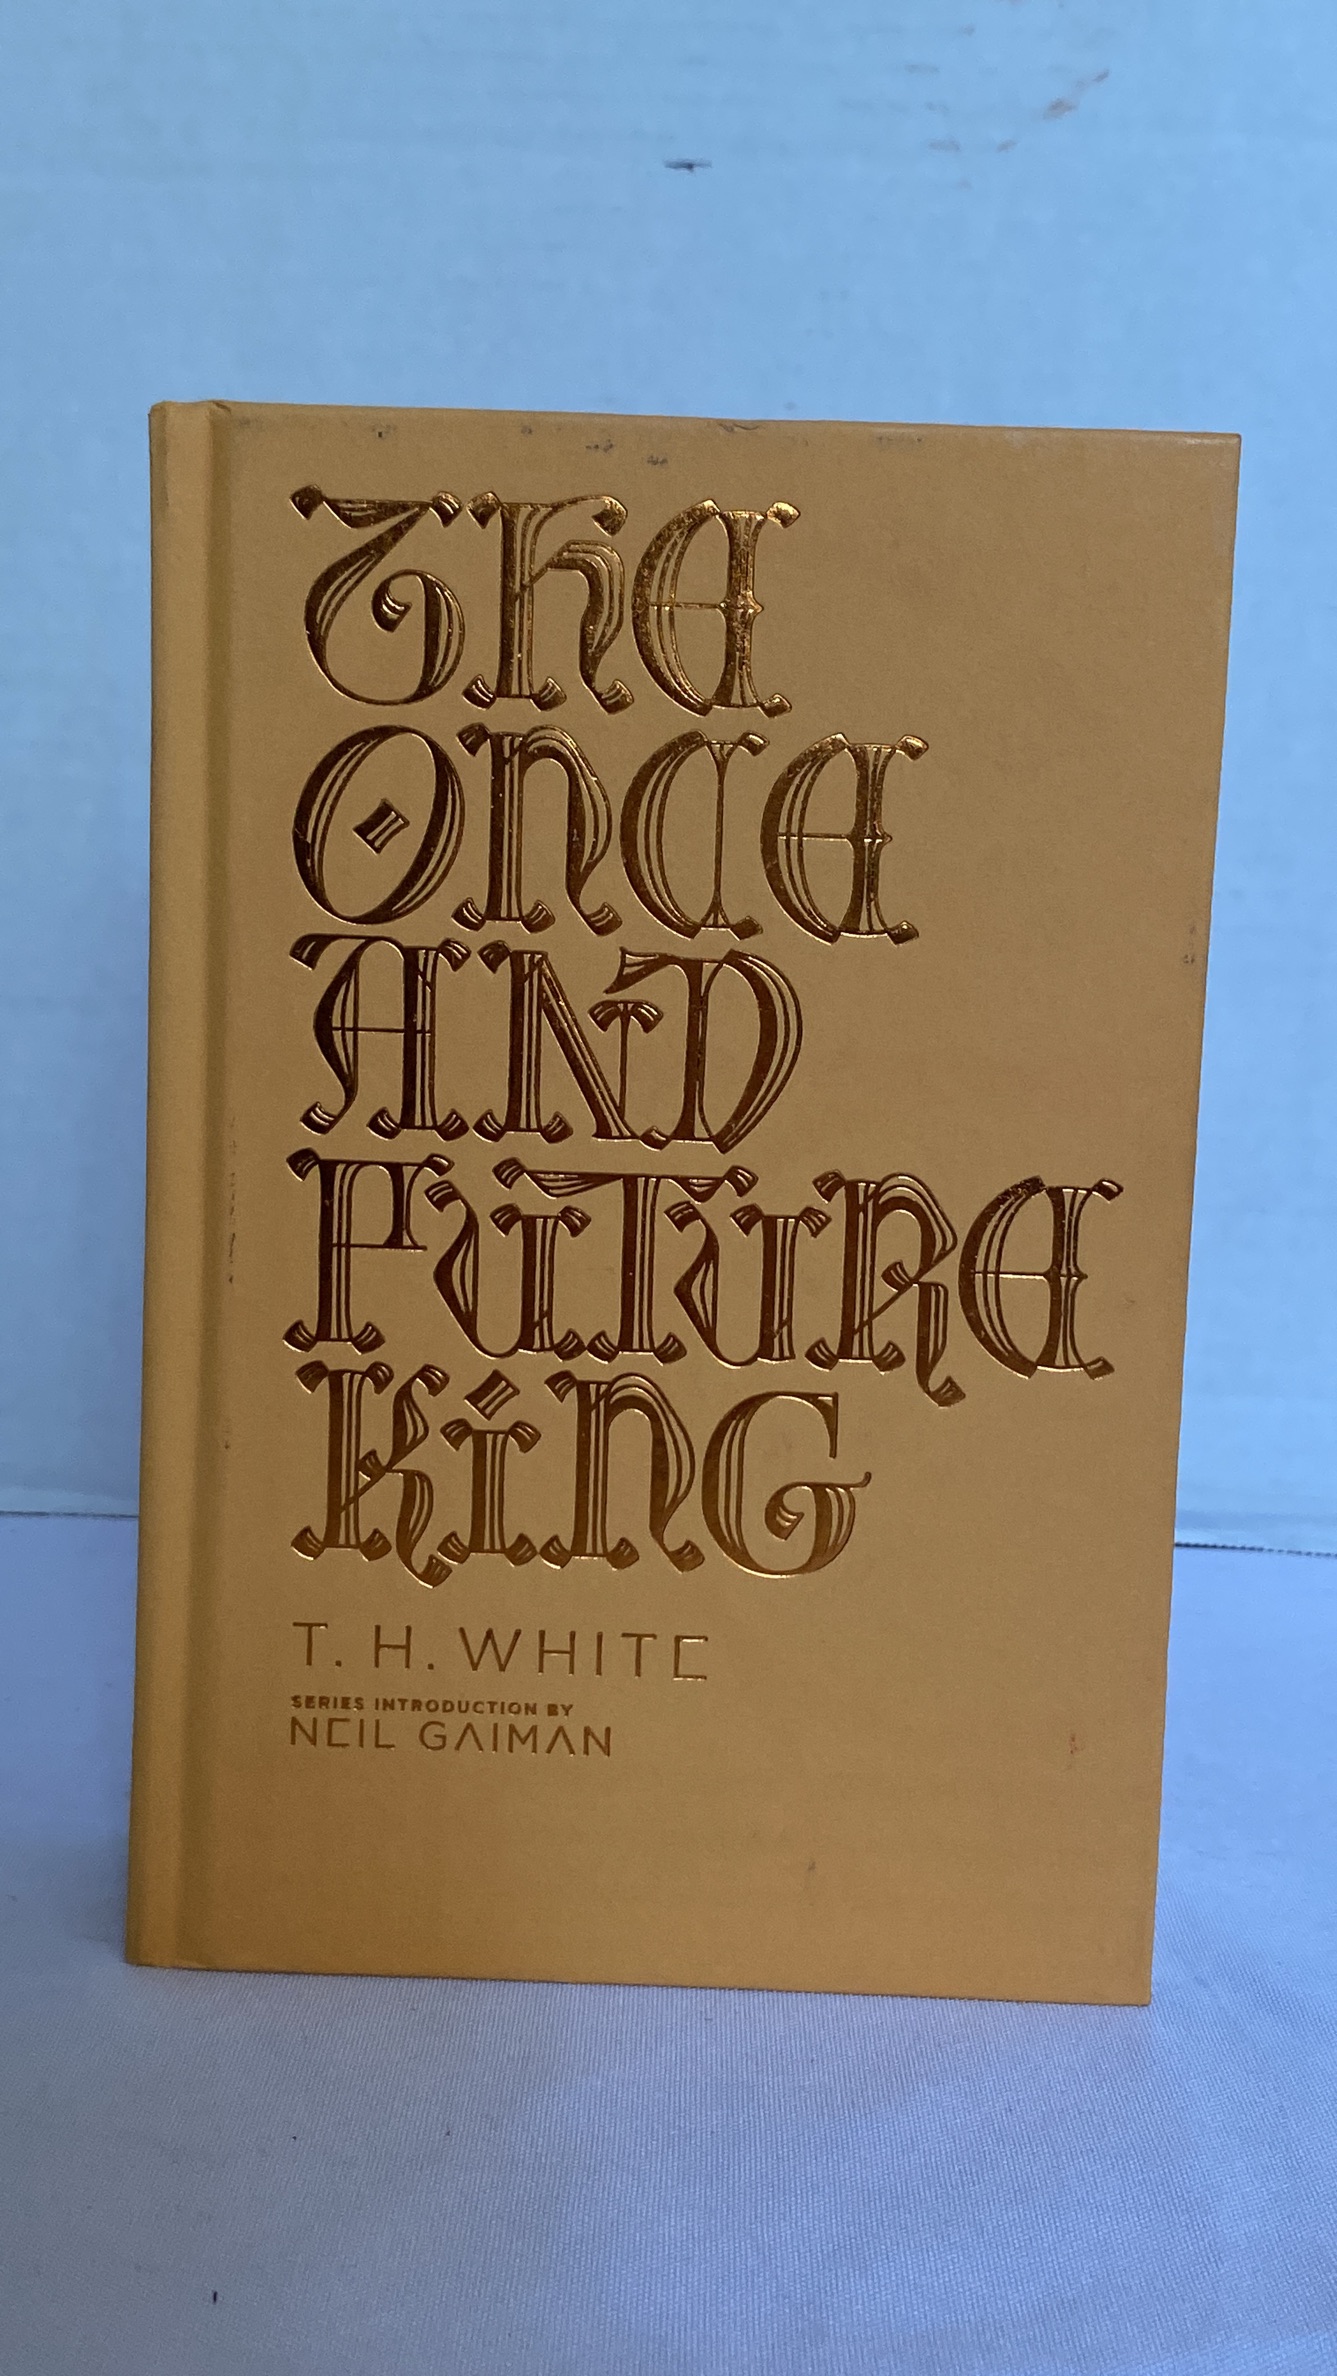 THE
ONCE
AND
FUTURE
KiNG
T. H. WHITE
SERIES INTRODUCTION BY
NEIL GAIMAN